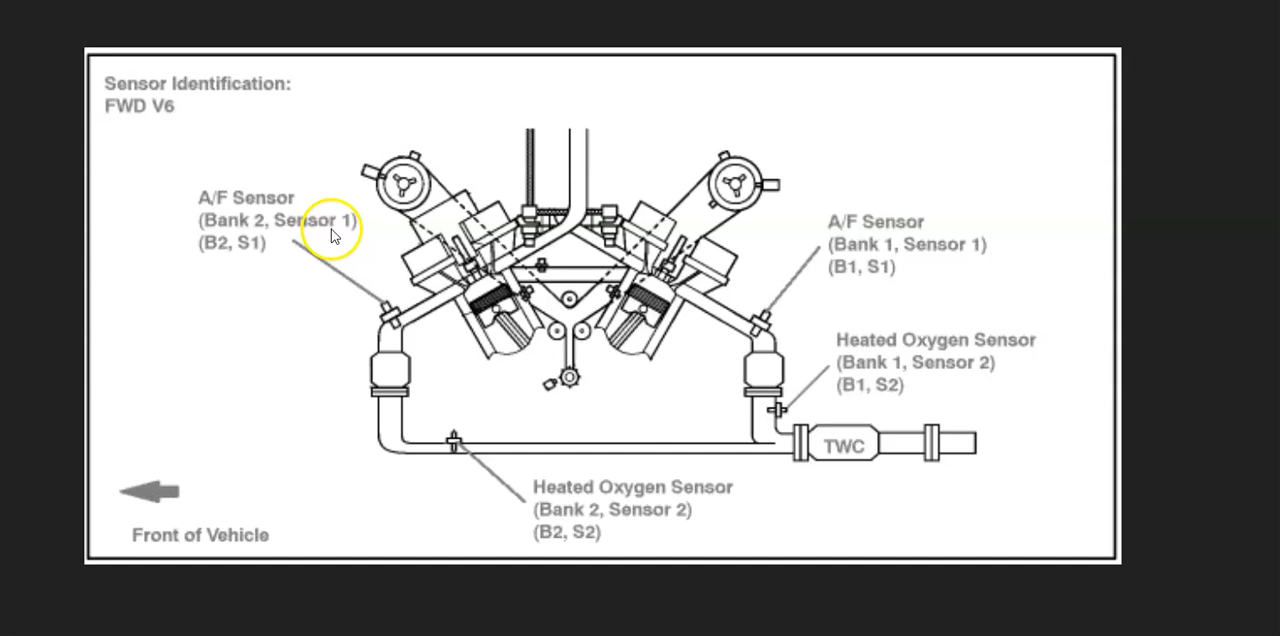 Sensor Identification:
FWD V6
A/F Sensor
(Bank 2, Sensor 1)
(B2, S1)
A/F Sensor
(Bank 1, Sensor 1)
(B1, S1)
Heated Oxygen Sensor
(Bank 1, Sensor 2)
(B1, S2)
TWC
Heated Oxygen Sensor
(Bank 2, Sensor 2)
(B2, S2)
Front of Vehicle